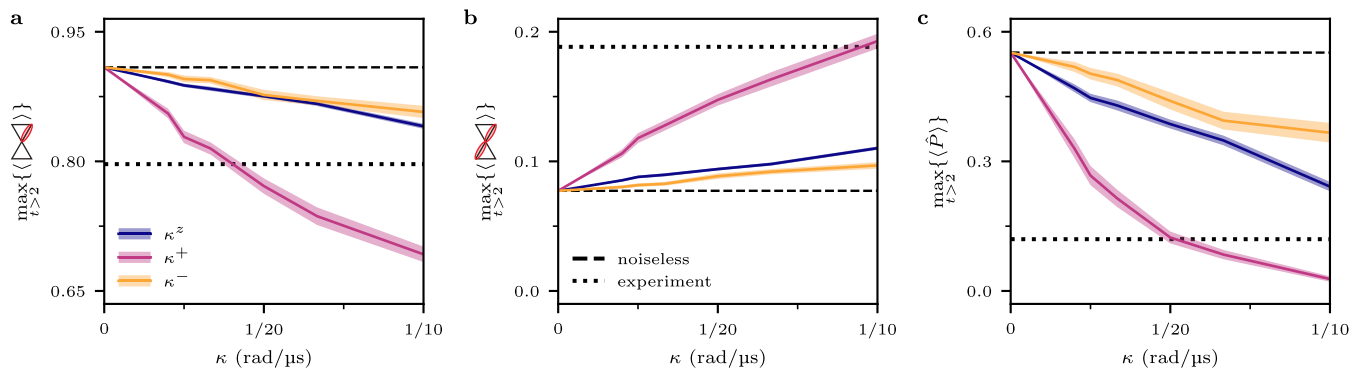 a
0.95
0.80
0.65
max t>2 {⟨ ⟩}
κ^z
κ^+
κ^−
0
1/20
1/10
κ (rad/µs)
b
0.2
0.1
0.0
max t>2 {⟨ ⟩}
noiseless
experiment
0
1/20
1/10
κ (rad/µs)
c
0.6
0.3
0.0
max t>2 {⟨P̂⟩}
0
1/20
1/10
κ (rad/µs)